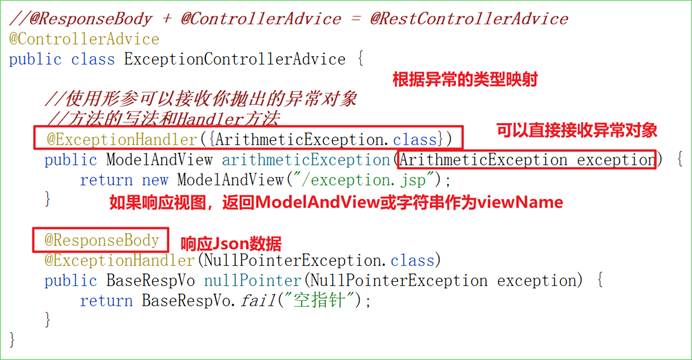 //@ResponseBody + @ControllerAdvice = @RestControllerAdvice
@ControllerAdvice
public class ExceptionControllerAdvice {
根据异常的类型映射
//使用形参可以接收你抛出的异常对象
//方法的写法和Handler方法
@ExceptionHandler({ArithmeticException.class})
可以直接接收异常对象
public ModelAndView arithmeticException(ArithmeticException exception) {
return new ModelAndView("/exception.jsp");
}
如果响应视图，返回ModelAndView或字符串作为viewName
@ResponseBody
响应Json数据
@ExceptionHandler(NullPointerException.class)
public BaseRespVo nullPointer(NullPointerException exception) {
return BaseRespVo.fail("空指针");
}
}